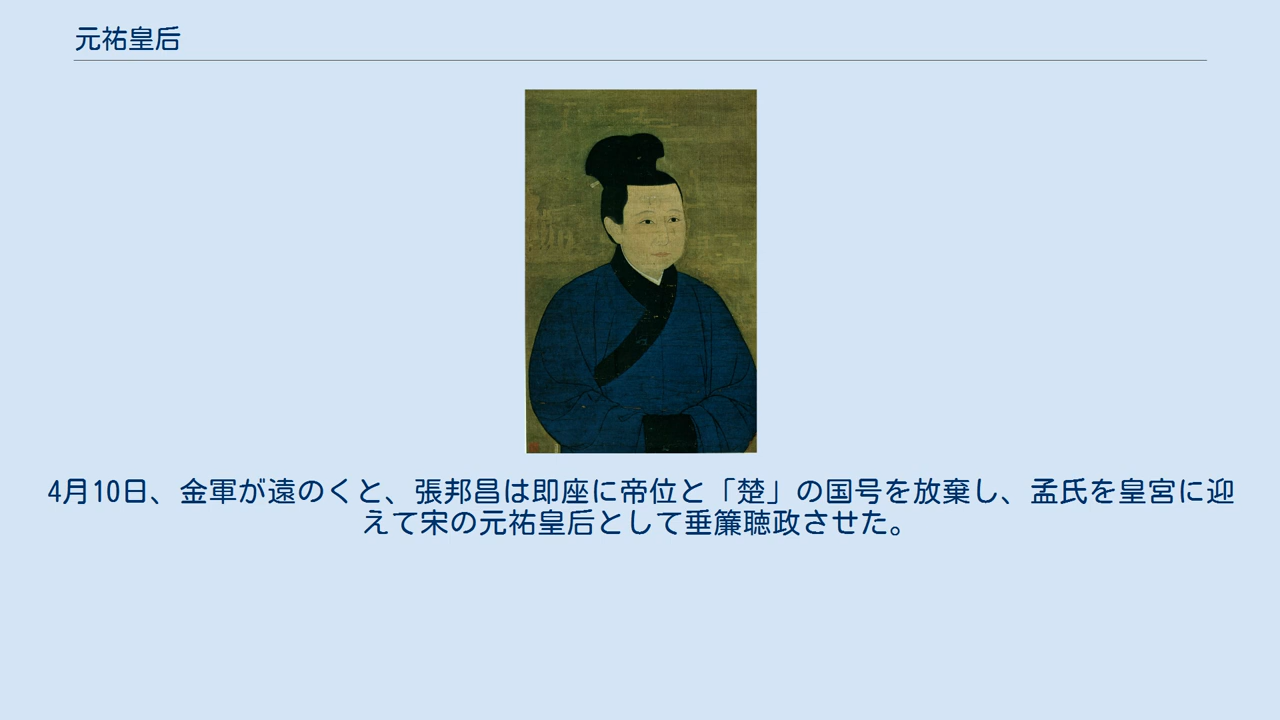 元祐皇后
4月10日、金軍が遠のくと、張邦昌は即座に帝位と「楚」の国号を放棄し、孟氏を皇宮に迎
えて宋の元祐皇后として垂簾聴政させた。